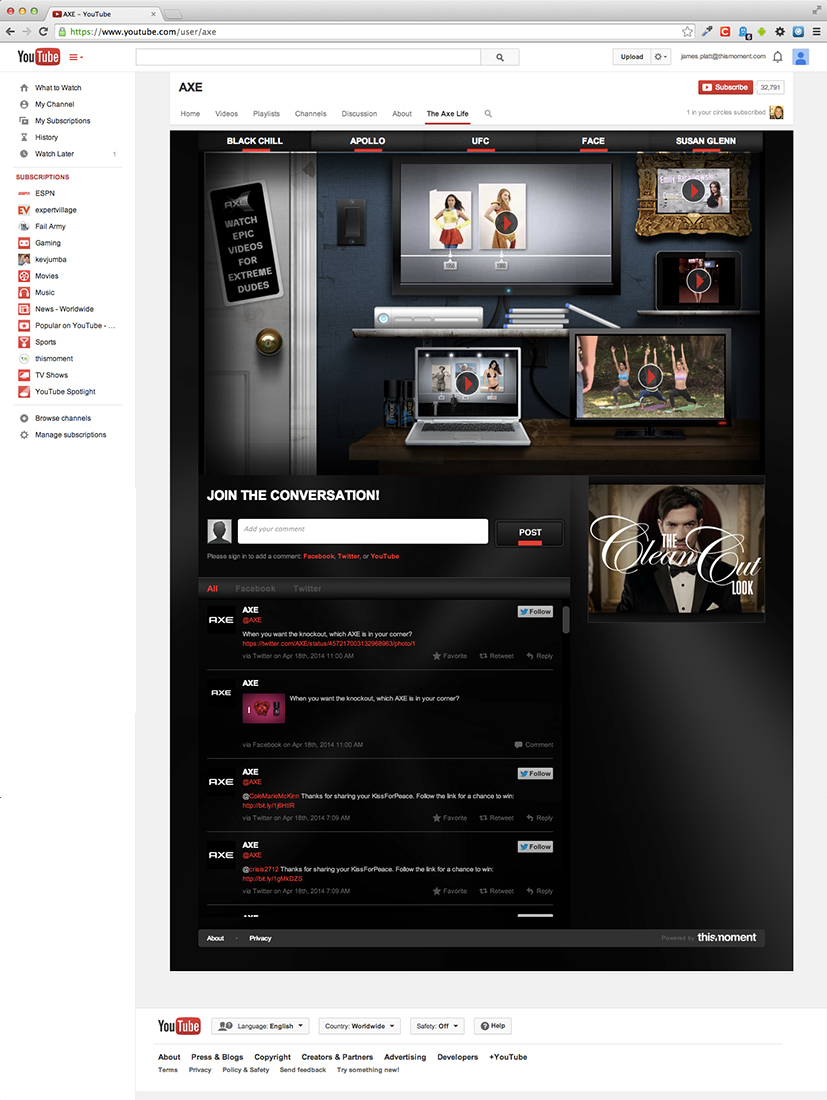 AXE – YouTube
https://www.youtube.com/user/axe
YouTube
Upload
james.platt@thismoment.com
What to Watch
My Channel
My Subscriptions
History
Watch Later 1
SUBSCRIPTIONS
ESPN
expertvillage
Fail Army
Gaming
kevjumba
Movies
Music
News - Worldwide
Popular on YouTube - ...
Sports
thismoment
TV Shows
YouTube Spotlight
Browse channels
Manage subscriptions
AXE
Subscribe 32,791
Home Videos Playlists Channels Discussion About The Axe Life
1 in your circles subscribed
BLACK CHILL APOLLO UFC FACE SUSAN GLENN
AXE
WATCH
EPIC
VIDEOS
FOR
EXTREME
DUDES
JOIN THE CONVERSATION!
Add your comment
POST
Please sign in to add a comment: Facebook, Twitter, or YouTube
THE
Clean Cut
LOOK
All Facebook Twitter
AXE
AXE
@AXE
Follow
When you want the knockout, which AXE is in your corner?
https://twitter.com/AXE/status/457217003132968963/photo/1
via Twitter on Apr 18th, 2014 11:00 AM
Favorite Retweet Reply
AXE
AXE
When you want the knockout, which AXE is in your corner?
via Facebook on Apr 18th, 2014 11:00 AM
Comment
AXE
AXE
@AXE
Follow
@ColeMarieMcKinn Thanks for sharing your KissForPeace. Follow the link for a chance to win:
via Twitter on Apr 18th, 2014 7:09 AM
Favorite Retweet Reply
AXE
AXE
@AXE
Follow
@crisis2712 Thanks for sharing your KissForPeace. Follow the link for a chance to win:
http://bit.ly/1gMkDZS
via Twitter on Apr 18th, 2014 7:09 AM
Favorite Retweet Reply
About - Privacy
Powered by thismoment
YouTube
Language: English
Country: Worldwide
Safety: Off
Help
About Press & Blogs Copyright Creators & Partners Advertising Developers +YouTube
Terms Privacy Policy & Safety Send feedback Try something new!